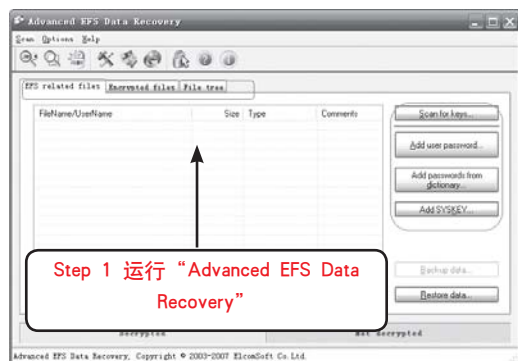 Advanced EFS Data Recovery
Scan Options Help
EFS related files Encrypted files File tree
FileName/UserName Size Type Comments
Scan for keys...
Add user password...
Add passwords from
dictionary...
Add SYSKEY...
Step 1 运行“Advanced EFS Data
Recovery”
Backup data...
Restore data...
Decrypted Not decrypted
Advanced EFS Data Recovery, Copyright © 2003-2007 ElcomSoft Co.Ltd.